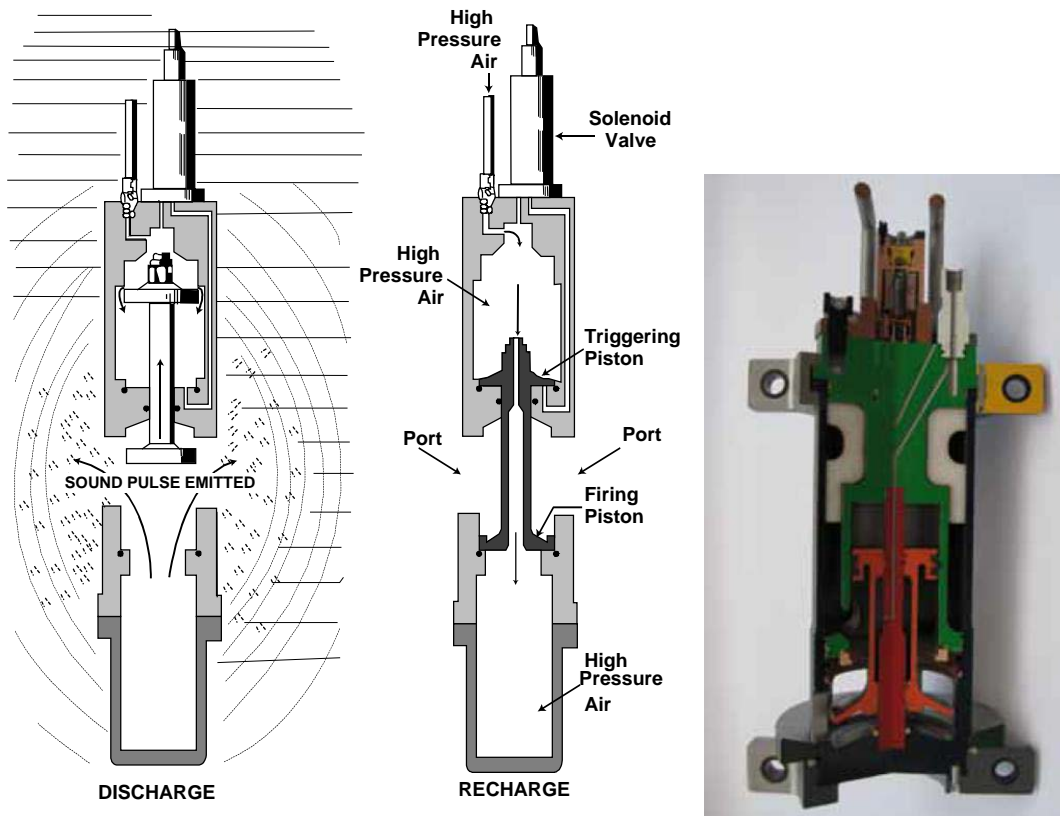 High
Pressure
Air
Solenoid
Valve
High
Pressure
Air
Triggering
Piston
Port
Port
SOUND PULSE EMITTED
Firing
Piston
High
Pressure
Air
DISCHARGE
RECHARGE